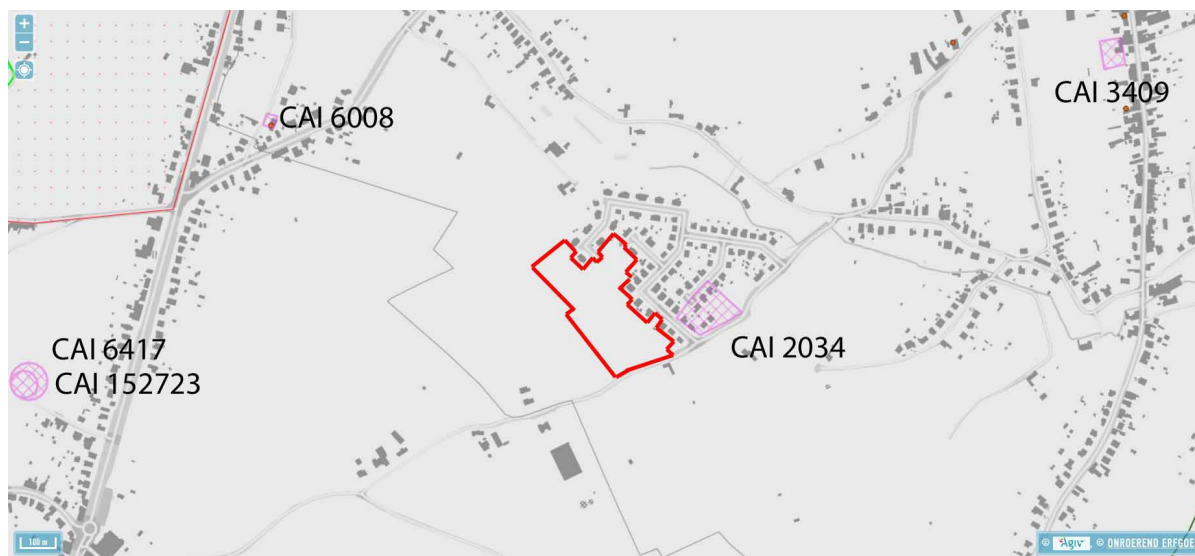 +
−
CAI 6008
CAI 3409
CAI 6417
CAI 152723
CAI 2034
100 m
© Agiv © ONROEREND ERFGOE